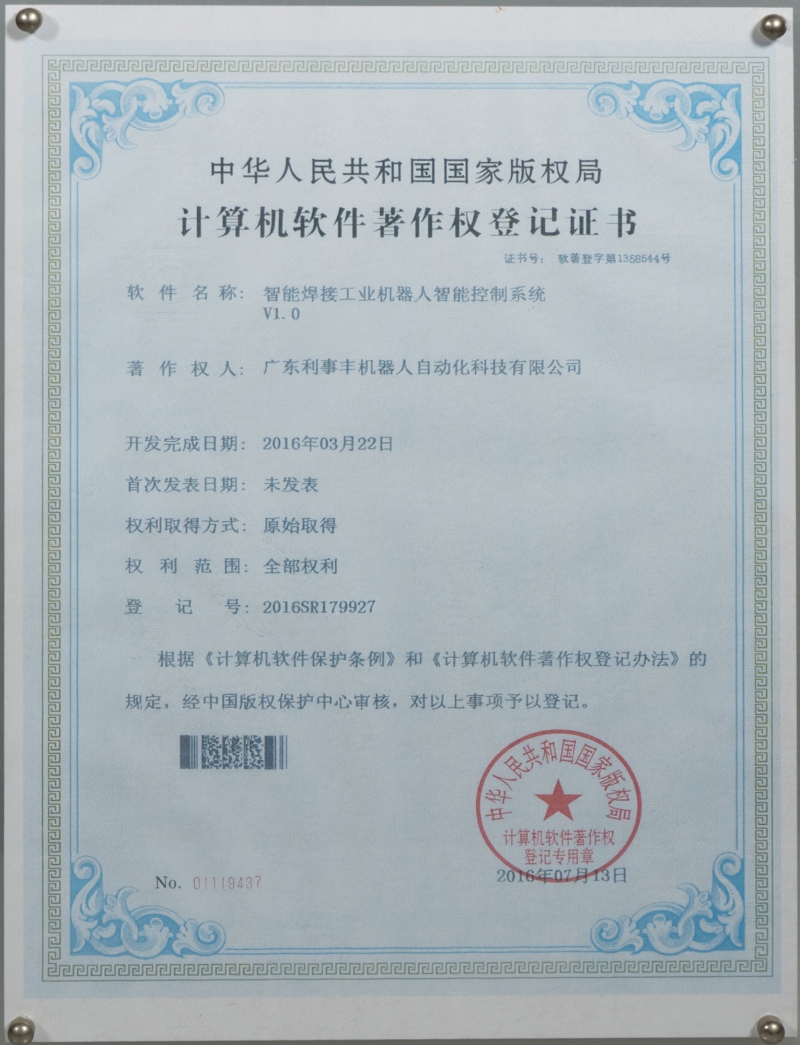 中华人民共和国国家版权局
计算机软件著作权登记证书
证书号： 软著登字第1358544号
软件名称： 智能焊接工业机器人智能控制系统
V1.0
著作权人： 广东利事丰机器人自动化科技有限公司
开发完成日期： 2016年03月22日
首次发表日期： 未发表
权利取得方式： 原始取得
权利范围： 全部权利
登记号： 2016SR179927
根据《计算机软件保护条例》和《计算机软件著作权登记办法》的
规定，经中国版权保护中心审核，对以上事项予以登记。
中华人民共和国国家版权局
计算机软件著作权
登记专用章
No. 01119437
2016年07月13日